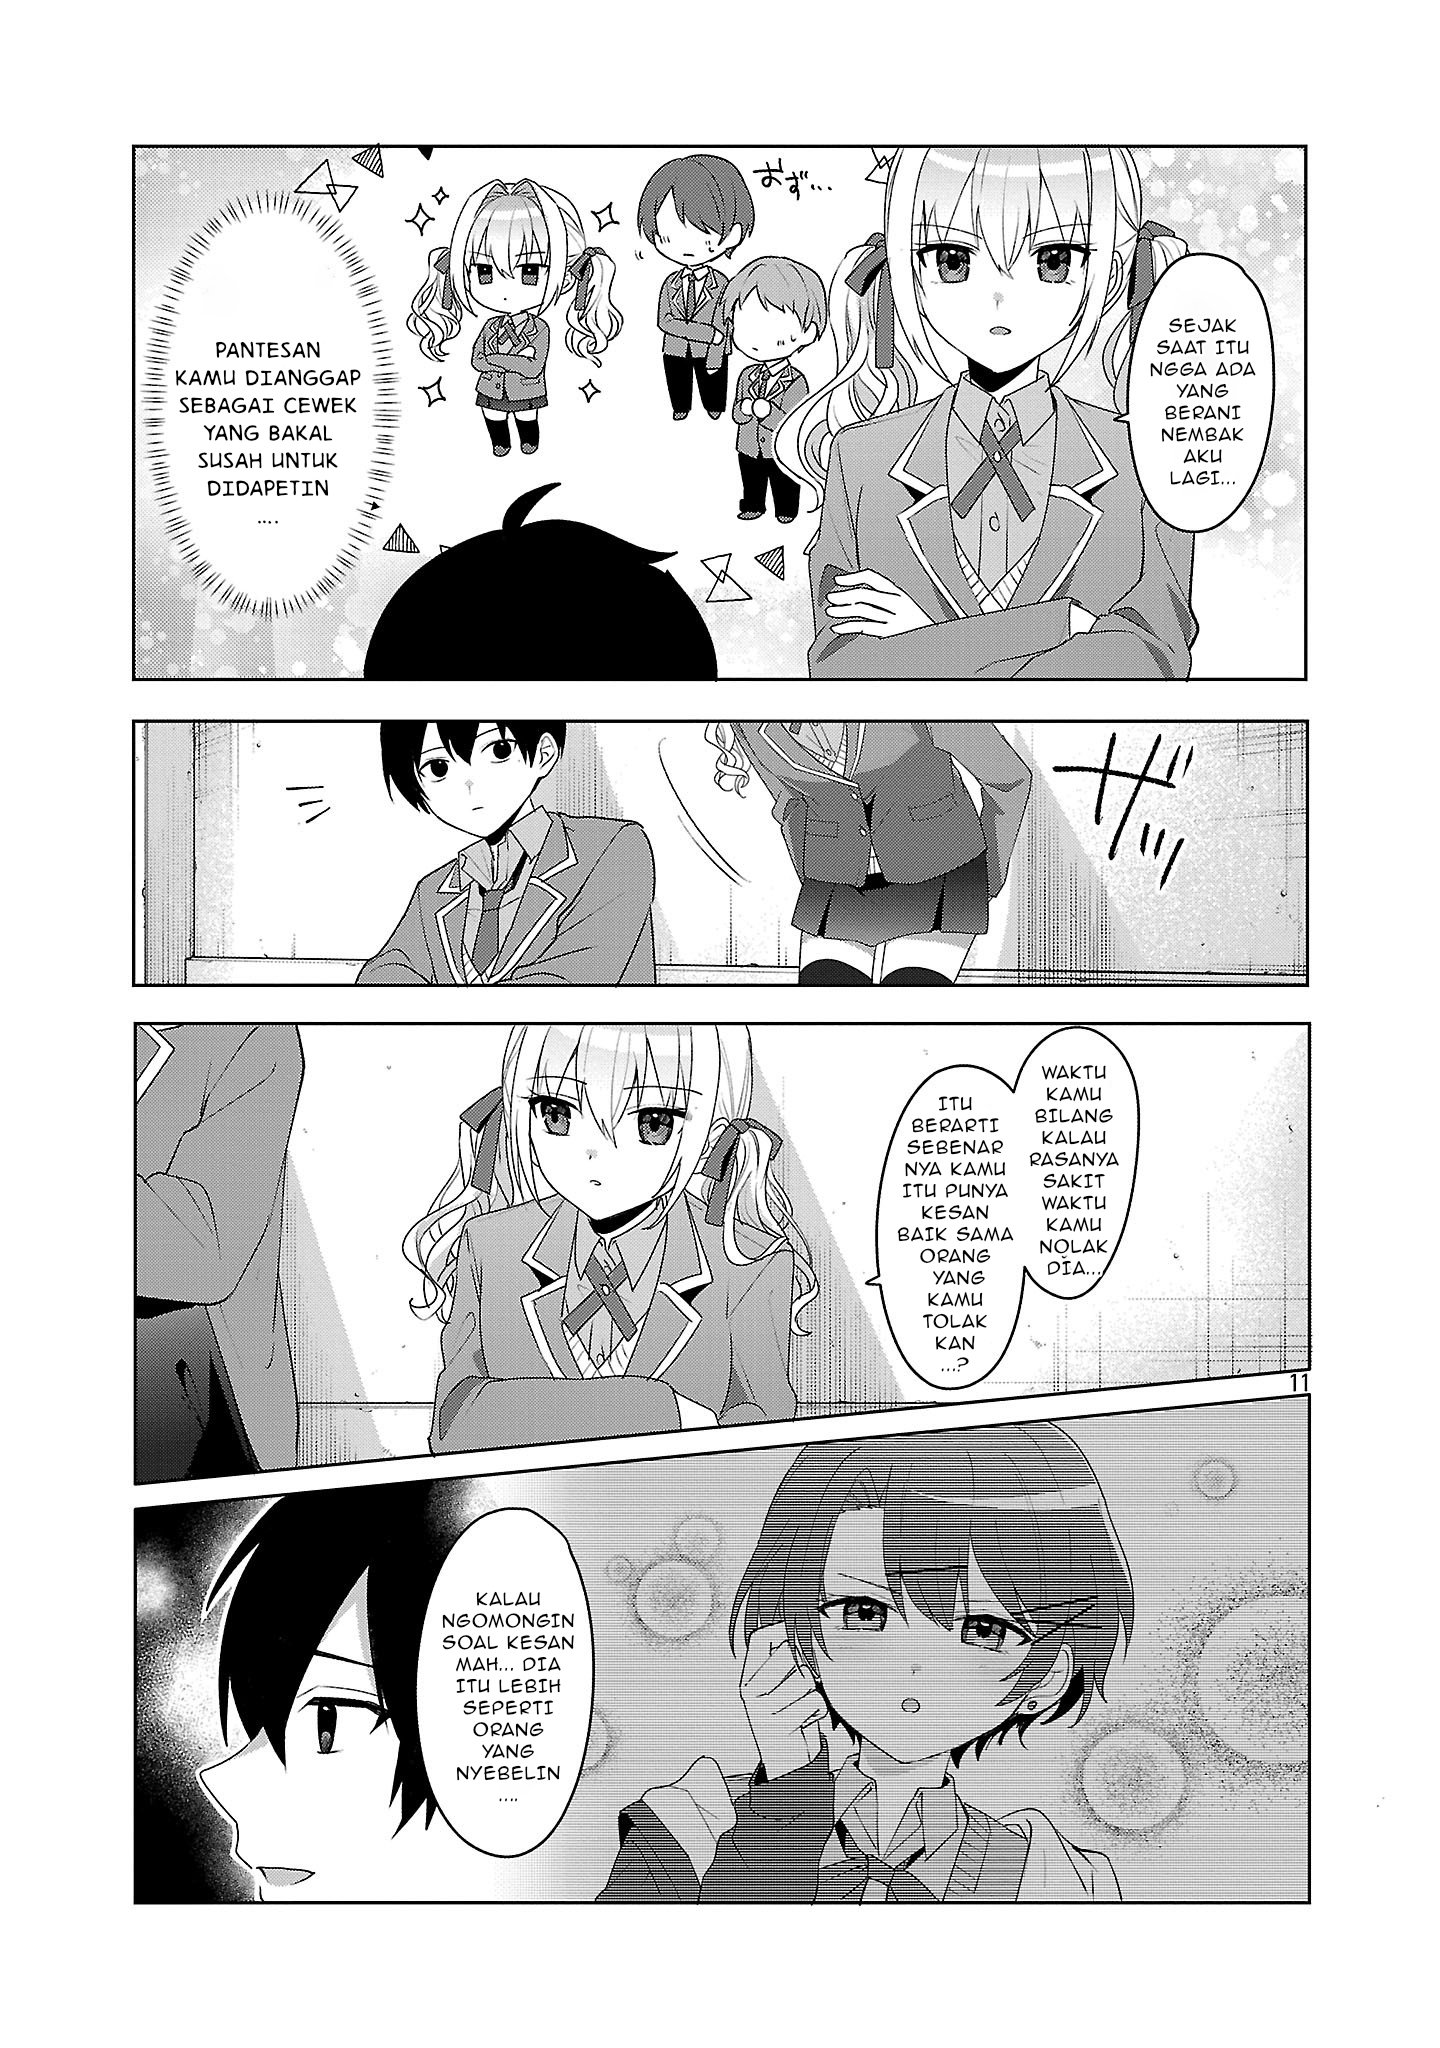 SEJAK
SAAT ITU
NGGA ADA
YANG
BERANI
NEMBAK
AKU
LAGI...
おず...
PANTESAN
KAMU DIANGGAP
SEBAGAI CEWEK
YANG BAKAL
SUSAH UNTUK
DIDAPETIN
....
ザッ
WAKTU
KAMU
BILANG
KALAU
RASANYA
SAKIT
WAKTU
KAMU
NOLAK
DIA...
ITU
BERARTI
SEBENAR
NYA KAMU
ITU PUNYA
KESAN
BAIK SAMA
ORANG
YANG
KAMU
TOLAK
KAN
...?
11
KALAU
NGOMONGIN
SOAL KESAN
MAH... DIA
ITU LEBIH
SEPERTI
ORANG
YANG
NYEBELIN
....